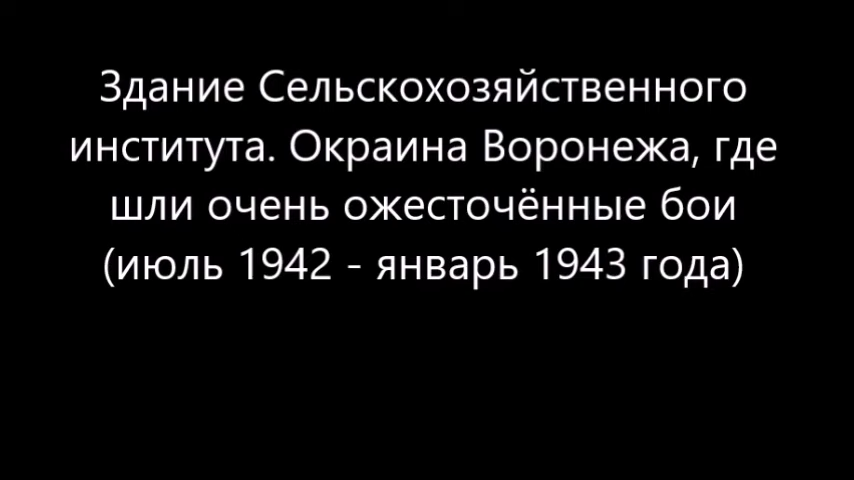 Здание Сельскохозяйственного
института. Окраина Воронежа, где
шли очень ожесточённые бои
(июль 1942 - январь 1943 года)